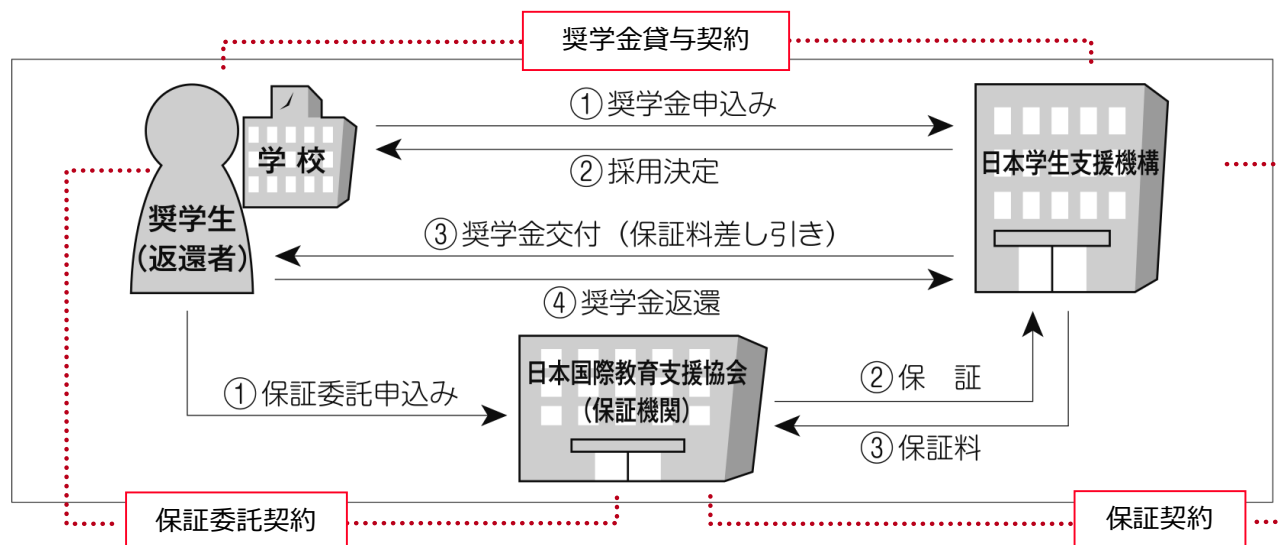 奨学金貸与契約
①奨学金申込み
学校
日本学生支援機構
②採用決定
奨学生
(返還者)
③奨学金交付（保証料差し引き）
④奨学金返還
日本国際教育支援協会
(保証機関)
①保証委託申込み
②保　証
③保証料
保証委託契約
保証契約